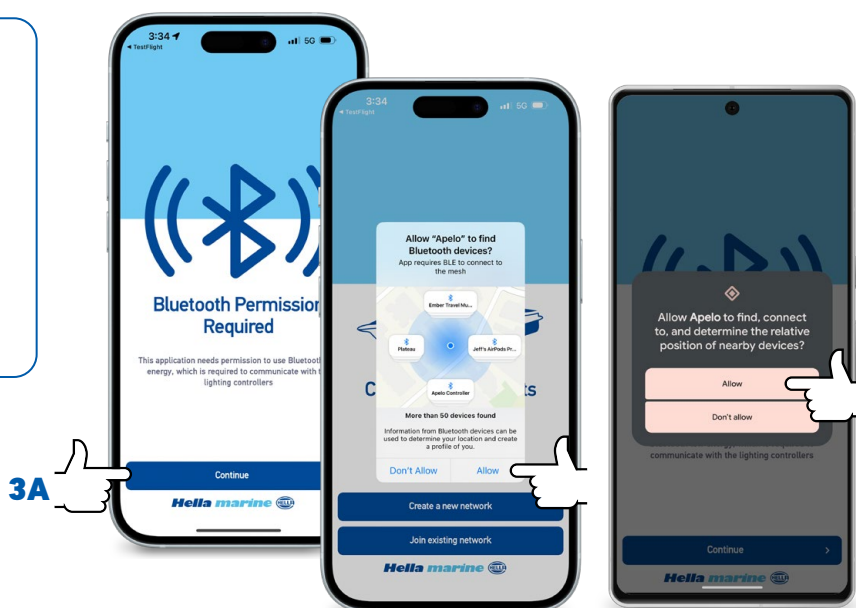 3:34
TestFlight
5G
Bluetooth Permission
Required
This application needs permission to use Bluetooth
energy, which is required to communicate with
lighting controllers
3A
Continue
Hella marine
HELLA
3:34
TestFlight
5G
Allow “Apelo” to find
Bluetooth devices?
App requires BLE to connect to
the mesh
Ember Travel Mu...
Plateau
Jeff's AirPods Pr...
Apelo Controller
More than 50 devices found
Information from Bluetooth devices can be
used to determine your location and create
a profile of you.
Don't Allow
Allow
Create a new network
Join existing network
Hella marine
HELLA
Allow Apelo to find, connect
to, and determine the relative
position of nearby devices?
Allow
Don't allow
communicate with the lighting controllers
Continue
Hella marine
HELLA